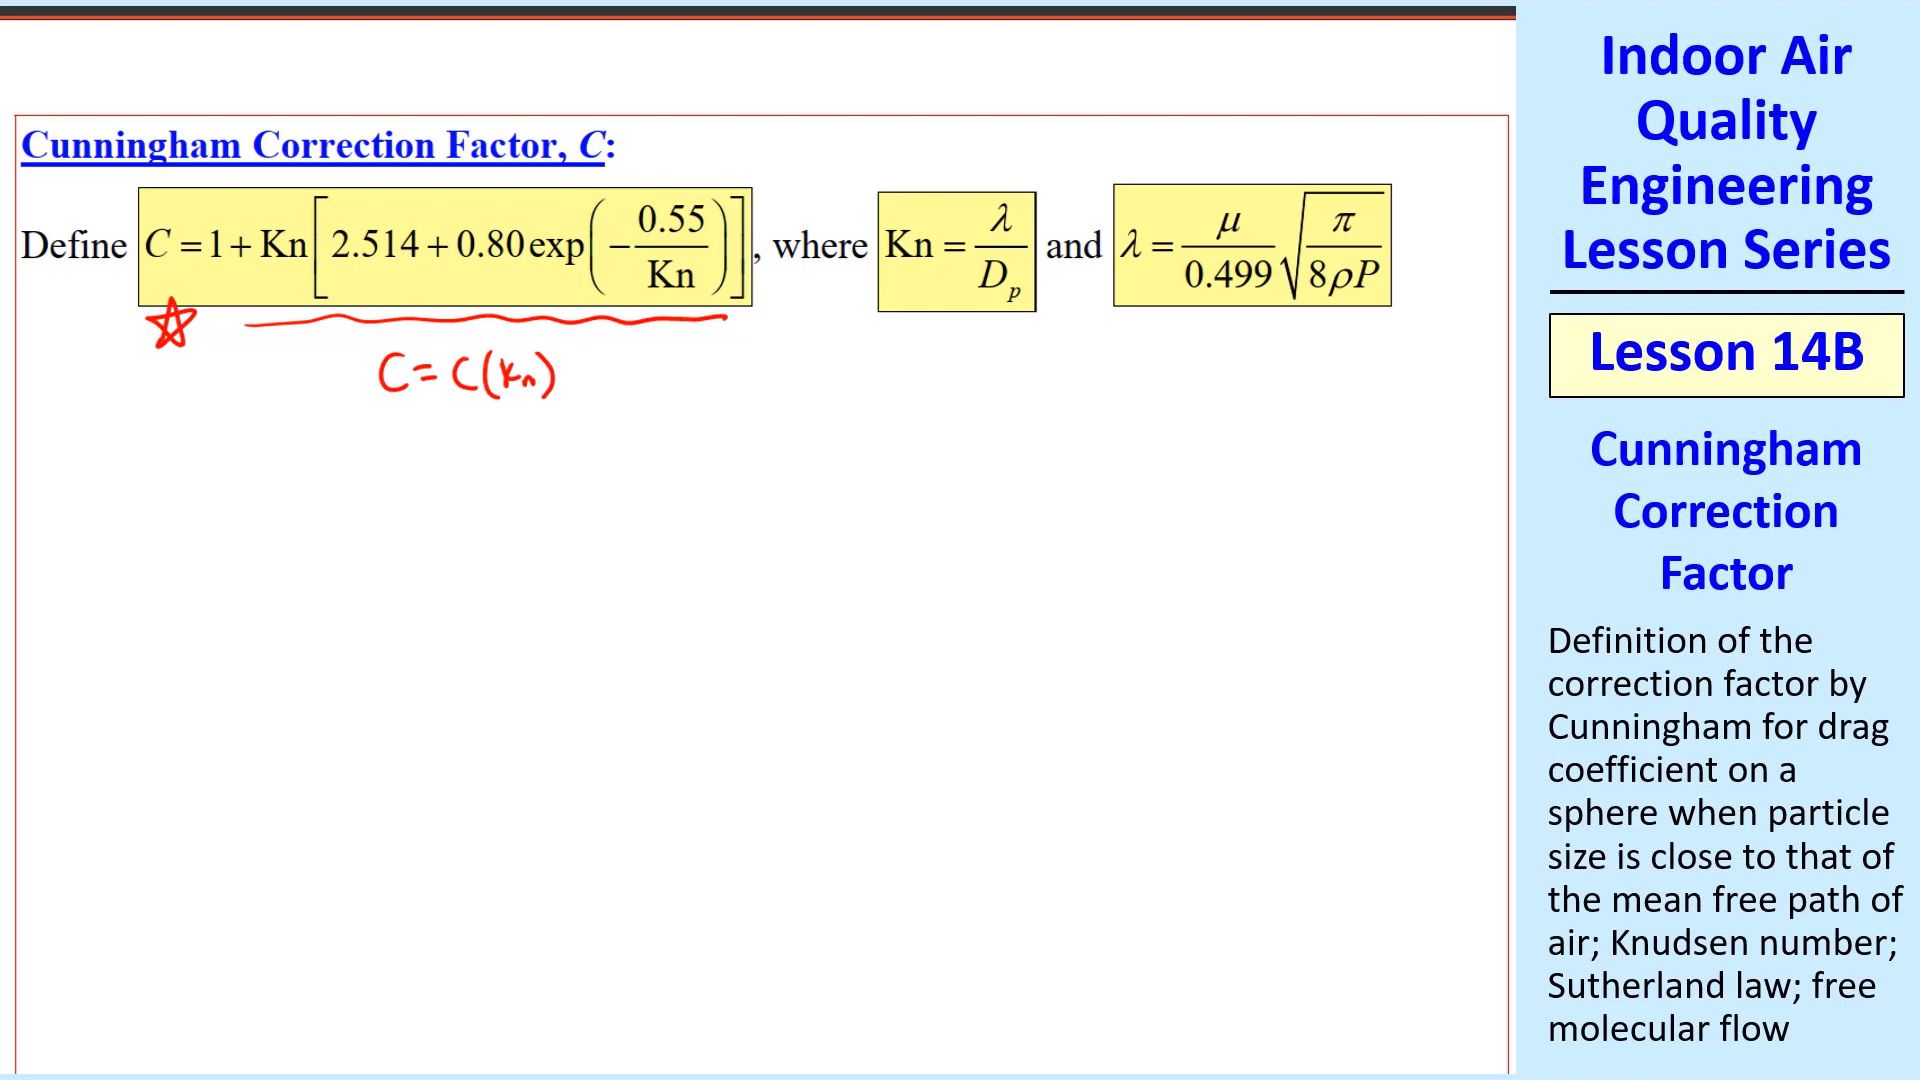 Cunningham Correction Factor, C:
Define C = 1 + Kn[2.514 + 0.80 exp(−0.55/Kn)], where Kn = λ/Dp and λ = μ/0.499 √(π/8ρP)
C = C(Kn)
Indoor Air
Quality
Engineering
Lesson Series
Lesson 14B
Cunningham
Correction
Factor
Definition of the
correction factor by
Cunningham for drag
coefficient on a
sphere when particle
size is close to that of
the mean free path of
air; Knudsen number;
Sutherland law; free
molecular flow